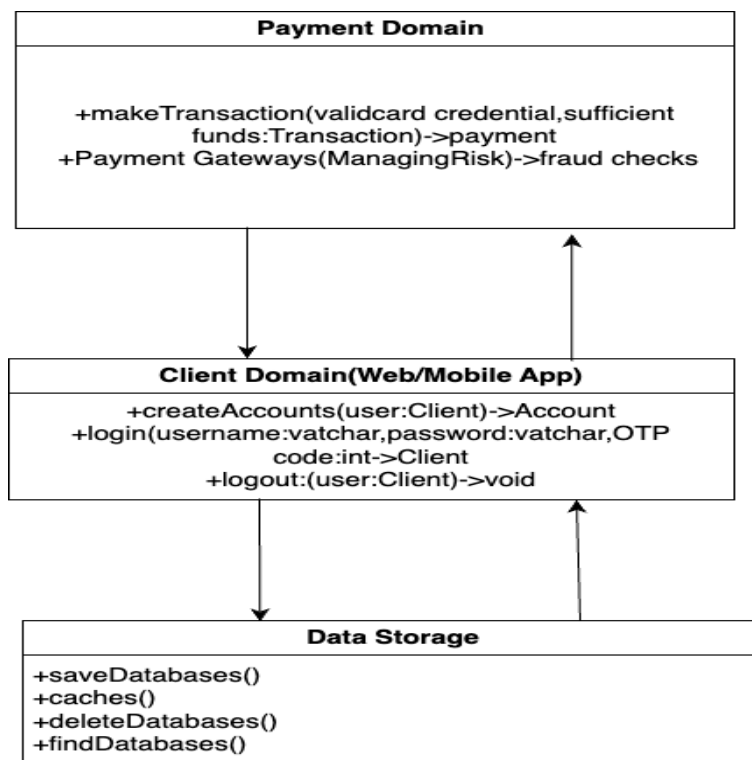 Payment Domain
+makeTransaction(validcard credential,sufficient
funds:Transaction)->payment
+Payment Gateways(ManagingRisk)->fraud checks
Client Domain(Web/Mobile App)
+createAccounts(user:Client)->Account
+login(username:vatchar,password:vatchar,OTP
code:int->Client
+logout:(user:Client)->void
Data Storage
+saveDatabases()
+caches()
+deleteDatabases()
+findDatabases()